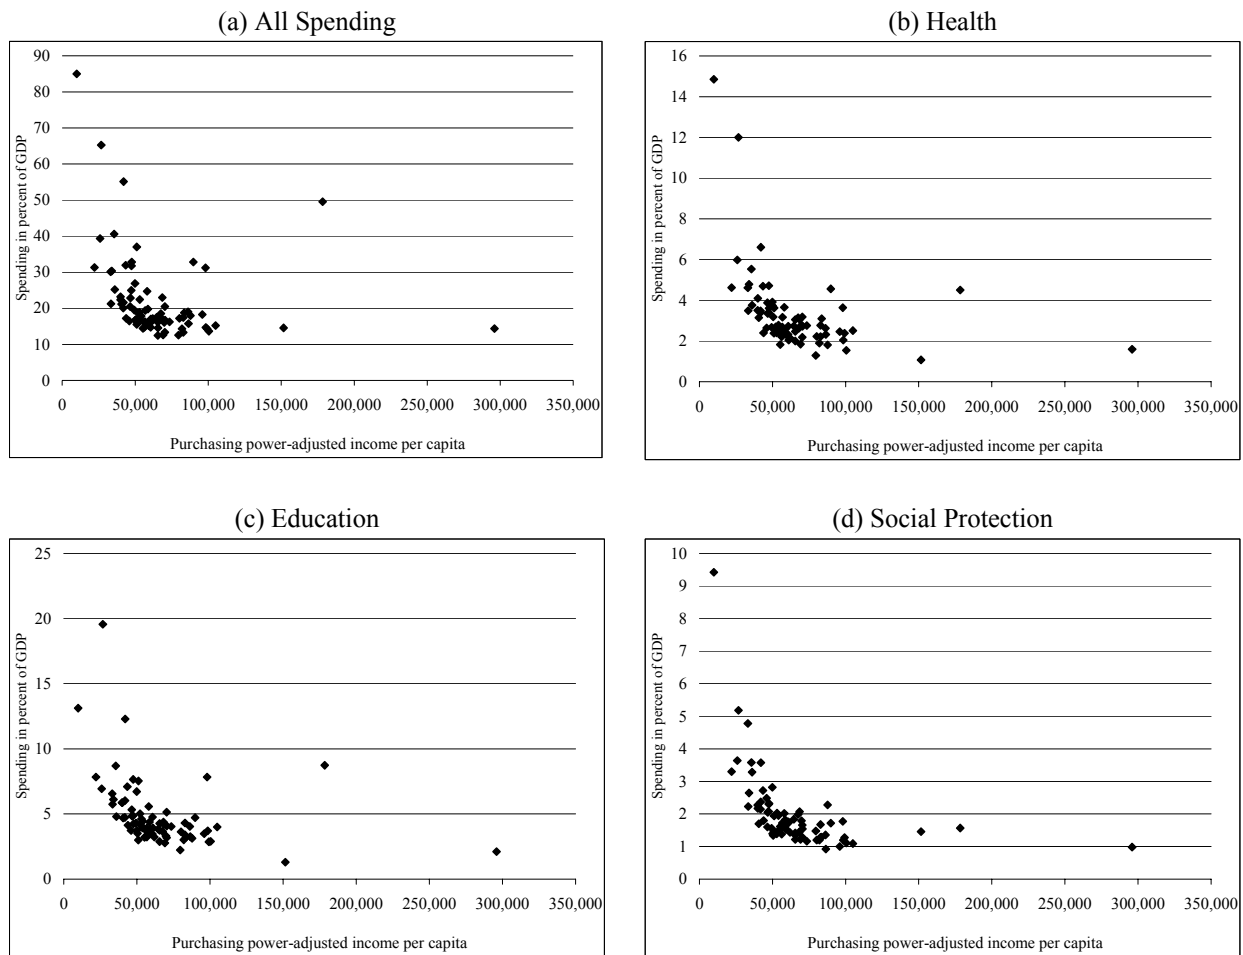 (a) All Spending
90
80
70
60
50
40
30
20
10
0
Spending in percent of GDP
0 50,000 100,000 150,000 200,000 250,000 300,000 350,000
Purchasing power-adjusted income per capita
(b) Health
16
14
12
10
8
6
4
2
0
Spending in percent of GDP
0 50,000 100,000 150,000 200,000 250,000 300,000 350,000
Purchasing power-adjusted income per capita
(c) Education
25
20
15
10
5
0
Spending in percent of GDP
0 50,000 100,000 150,000 200,000 250,000 300,000 350,000
Purchasing power-adjusted income per capita
(d) Social Protection
10
9
8
7
6
5
4
3
2
1
0
Spending in percent of GDP
0 50,000 100,000 150,000 200,000 250,000 300,000 350,000
Purchasing power-adjusted income per capita